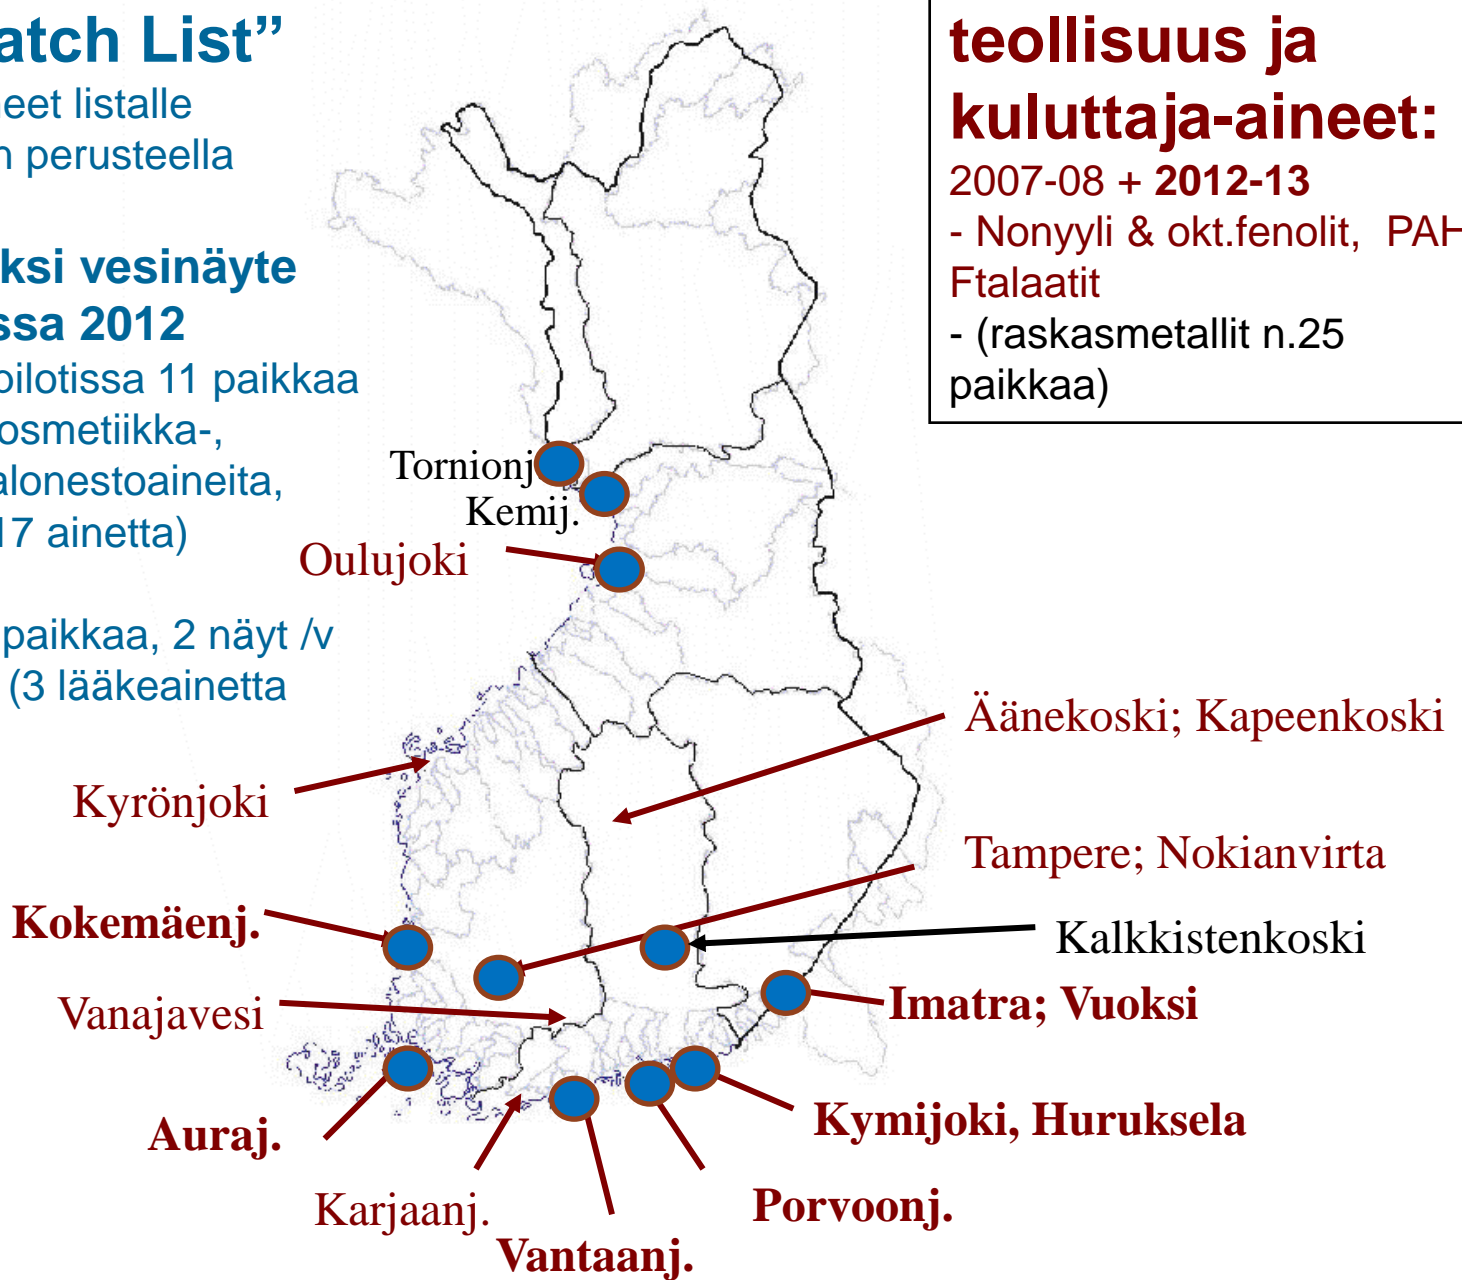 atch List”
neet listalle
n perusteella
ksi vesinäyte
ssa 2012
pilotissa 11 paikkaa
osmetiikka-,
alonestoaineita,
17 ainetta)
paikkaa, 2 näyt /v
(3 lääkeainetta
teollisuus ja
kuluttaja-aineet:
2007-08 + 2012-13
- Nonyyli & okt.fenolit, PAH
Ftalaatit
- (raskasmetallit n.25
paikkaa)
Tornionj
Kemij.
Oulujoki
Äänekoski; Kapeenkoski
Kyrönjoki
Tampere; Nokianvirta
Kokemäenj.
Kalkkistenkoski
Vanajavesi
Imatra; Vuoksi
Auraj.
Kymijoki, Huruksela
Karjaanj.
Porvoonj.
Vantaanj.